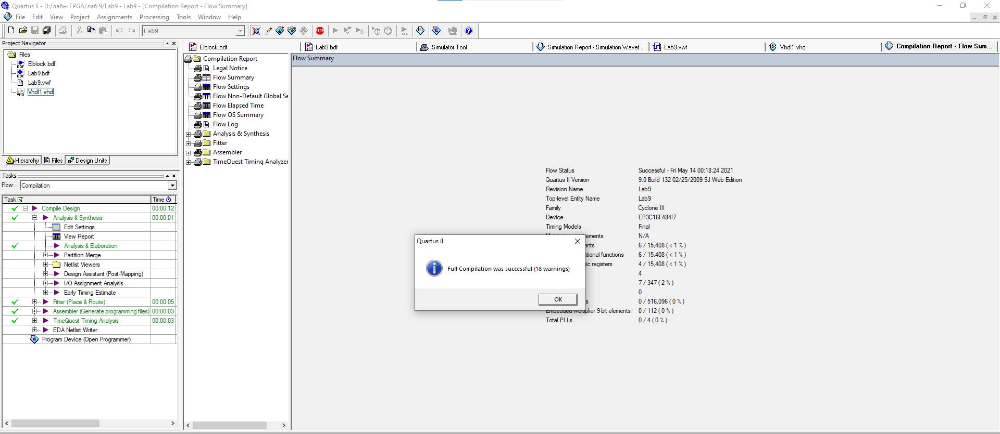 Quartus II - D:/лабы FPGA/лаб 9/Lab9 - Lab9 - [Compilation Report - Flow Summary]
File Edit View Project Assignments Processing Tools Window Help
Lab9
STOP
Project Navigator
Files
Elblock.bdf
Lab9.bdf
Lab9.vwf
Vhdl1.vhd
Hierarchy Files Design Units
Tasks
Flow: Compilation
Task Time
Compile Design 00:00:12
Analysis & Synthesis 00:00:01
Edit Settings
View Report
Analysis & Elaboration
Partition Merge
Netlist Viewers
Design Assistant (Post-Mapping)
I/O Assignment Analysis
Early Timing Estimate
Fitter (Place & Route) 00:00:05
Assembler (Generate programming files) 00:00:03
TimeQuest Timing Analysis 00:00:03
EDA Netlist Writer
Program Device (Open Programmer)
Elblock.bdf Lab9.bdf Simulator Tool Simulation Report - Simulation Wavef... Lab9.vwf Vhdl1.vhd Compilation Report - Flow Sum...
Compilation Report
Legal Notice
Flow Summary
Flow Settings
Flow Non-Default Global Se
Flow Elapsed Time
Flow OS Summary
Flow Log
Analysis & Synthesis
Fitter
Assembler
TimeQuest Timing Analyzer
Flow Summary
Flow Status Successful - Fri May 14 00:18:24 2021
Quartus II Version 9.0 Build 132 02/25/2009 SJ Web Edition
Revision Name Lab9
Top-level Entity Name Lab9
Family Cyclone III
Device EP3C16F484I7
Timing Models Final
ements N/A
ents 6 / 15,408 ( < 1 % )
ational functions 6 / 15,408 ( < 1 % )
ic registers 4 / 15,408 ( < 1 % )
4
7 / 347 ( 2 % )
0
s 0 / 516,096 ( 0 % )
Embedded Multiplier 9-bit elements 0 / 112 ( 0 % )
Total PLLs 0 / 4 ( 0 % )
Quartus II
Full Compilation was successful (18 warnings)
OK